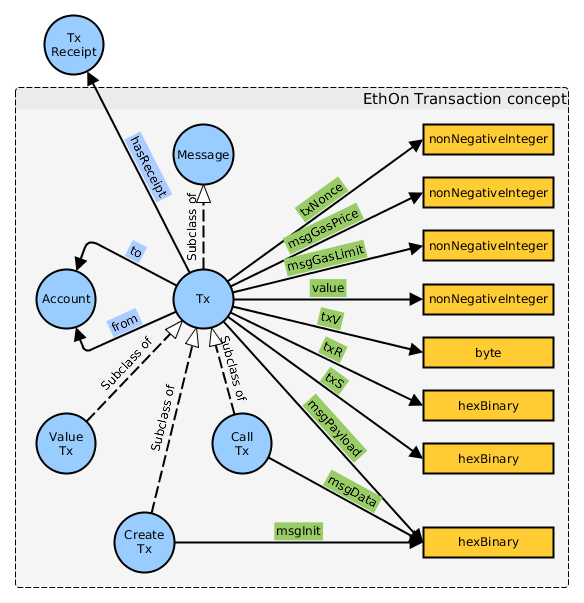 Tx
Receipt
EthOn Transaction concept
hasReceipt
Message
Subclass of
nonNegativeInteger
txNonce
nonNegativeInteger
msgGasPrice
nonNegativeInteger
msgGasLimit
to
Account
Tx
value
nonNegativeInteger
from
txV
byte
txR
txS
hexBinary
Subclass of
Subclass of
Subclass of
msgPayload
Value
Tx
Call
Tx
hexBinary
msgData
Create
Tx
msgInit
hexBinary